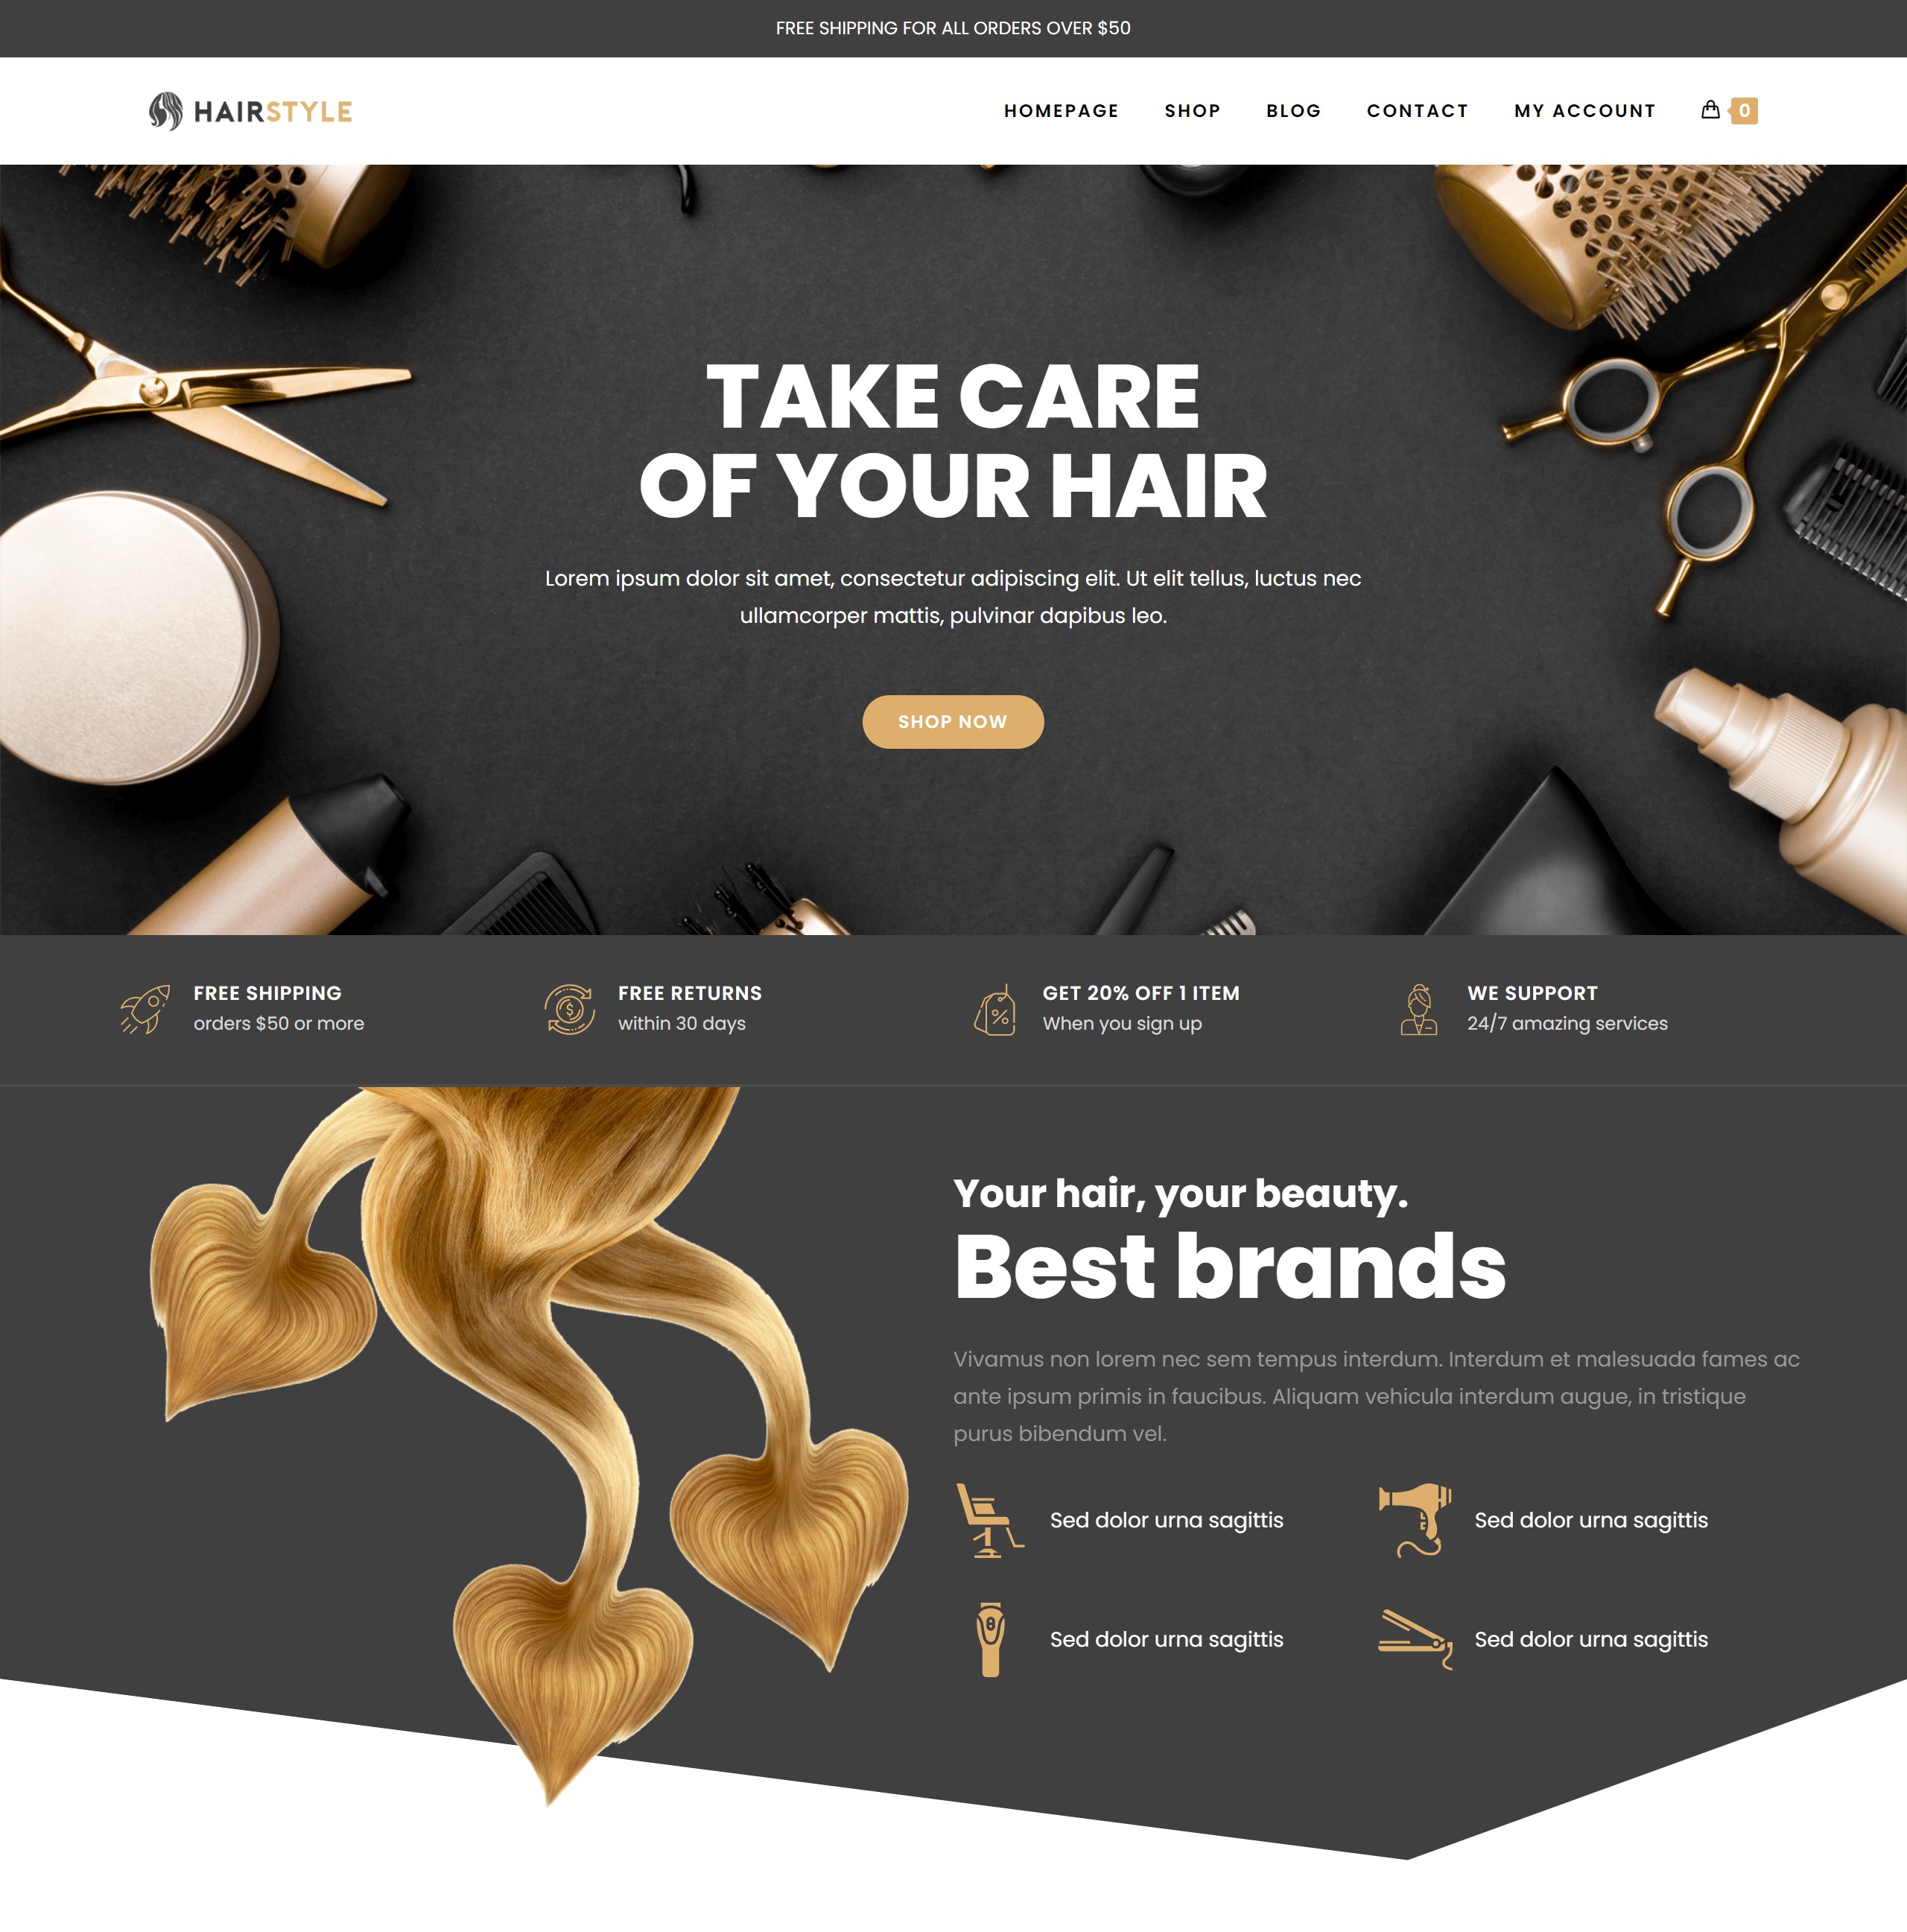 FREE SHIPPING FOR ALL ORDERS OVER $50
HAIRSTYLE
HOMEPAGE SHOP BLOG CONTACT MY ACCOUNT 0
TAKE CARE
OF YOUR HAIR
Lorem ipsum dolor sit amet, consectetur adipiscing elit. Ut elit tellus, luctus nec
ullamcorper mattis, pulvinar dapibus leo.
SHOP NOW
FREE SHIPPING
orders $50 or more
FREE RETURNS
within 30 days
GET 20% OFF 1 ITEM
When you sign up
WE SUPPORT
24/7 amazing services
Your hair, your beauty.
Best brands
Vivamus non lorem nec sem tempus interdum. Interdum et malesuada fames ac
ante ipsum primis in faucibus. Aliquam vehicula interdum augue, in tristique
purus bibendum vel.
Sed dolor urna sagittis
Sed dolor urna sagittis
Sed dolor urna sagittis
Sed dolor urna sagittis